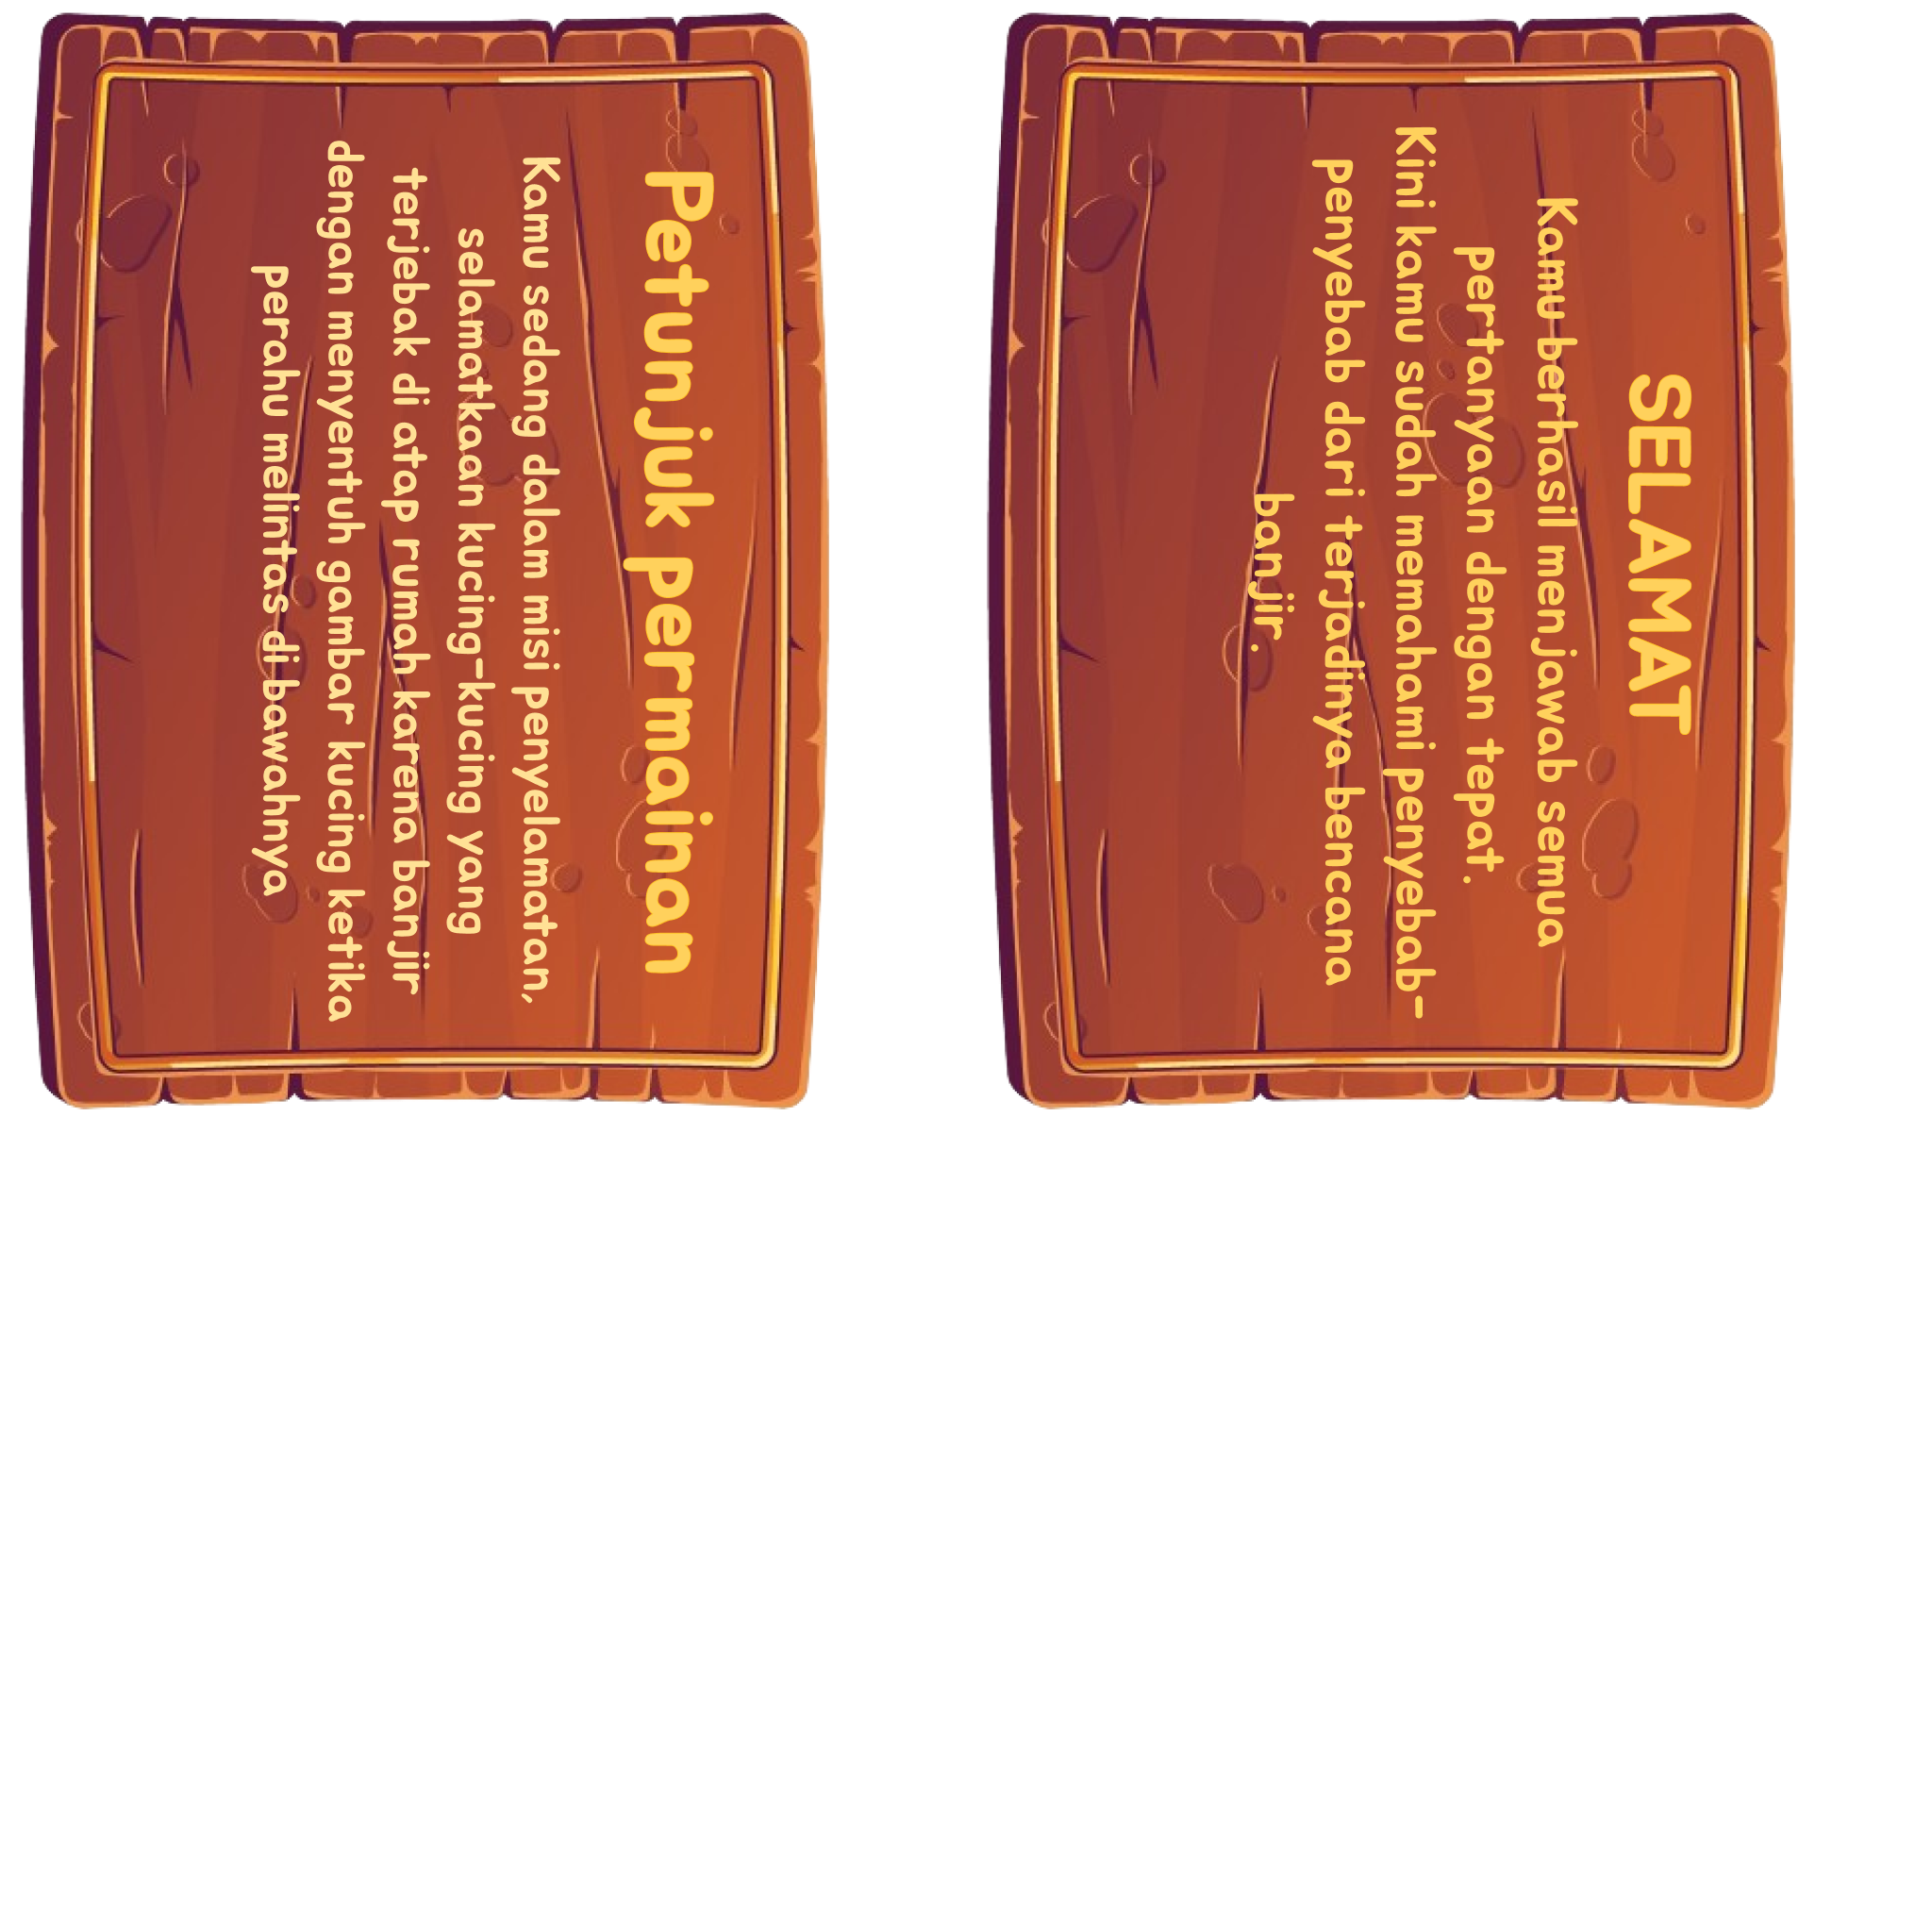 Petunjuk permainan
Kamu sedang dalam misi penyelamatan,
selamatkaan kucing-kucing yang
terjebak di atap rumah karena banjir
dengan menyentuh gambar kucing ketika
perahu melintas di bawahnya
SELAMAT
Kamu berhasil menjawab semua
pertanyaan dengan tepat.
Kini kamu sudah memahami penyebab-
penyebab dari terjadinya bencana
banjir.